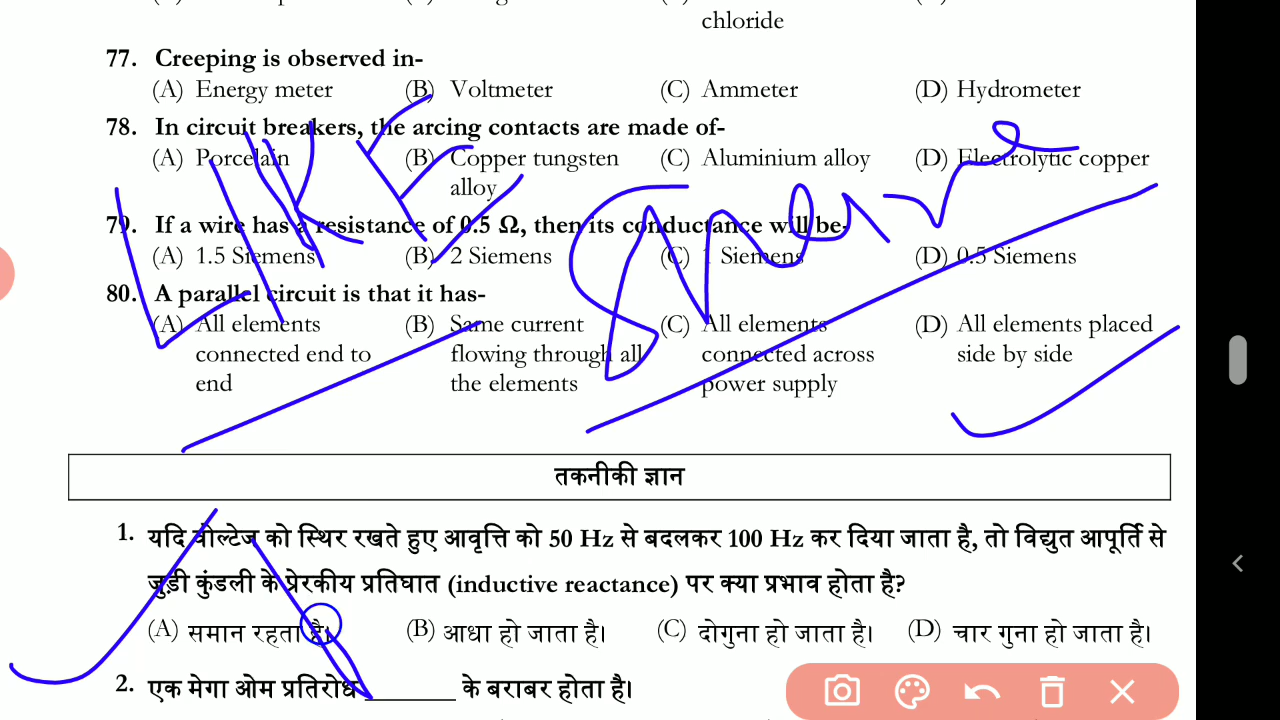 chloride
77. Creeping is observed in-
(A) Energy meter (B) Voltmeter (C) Ammeter (D) Hydrometer
78. In circuit breakers, the arcing contacts are made of-
(A) Porcelain (B) Copper tungsten alloy (C) Aluminium alloy (D) Electrolytic copper
79. If a wire has a resistance of 0.5 Ω, then its conductance will be-
(A) 1.5 Siemens (B) 2 Siemens (C) 1 Siemens (D) 0.5 Siemens
80. A parallel circuit is that it has-
(A) All elements connected end to end (B) Same current flowing through all the elements (C) All elements connected across power supply (D) All elements placed side by side
LIKE
तकनीकी ज्ञान
1. यदि वोल्टेज को स्थिर रखते हुए आवृत्ति को 50 Hz से बदलकर 100 Hz कर दिया जाता है, तो विद्युत आपूर्ति से
जुड़ी कुंडली के प्रेरकीय प्रतिघात (inductive reactance) पर क्या प्रभाव होता है?
(A) समान रहता है। (B) आधा हो जाता है। (C) दोगुना हो जाता है। (D) चार गुना हो जाता है।
2. एक मेगा ओम प्रतिरोध ________ के बराबर होता है।